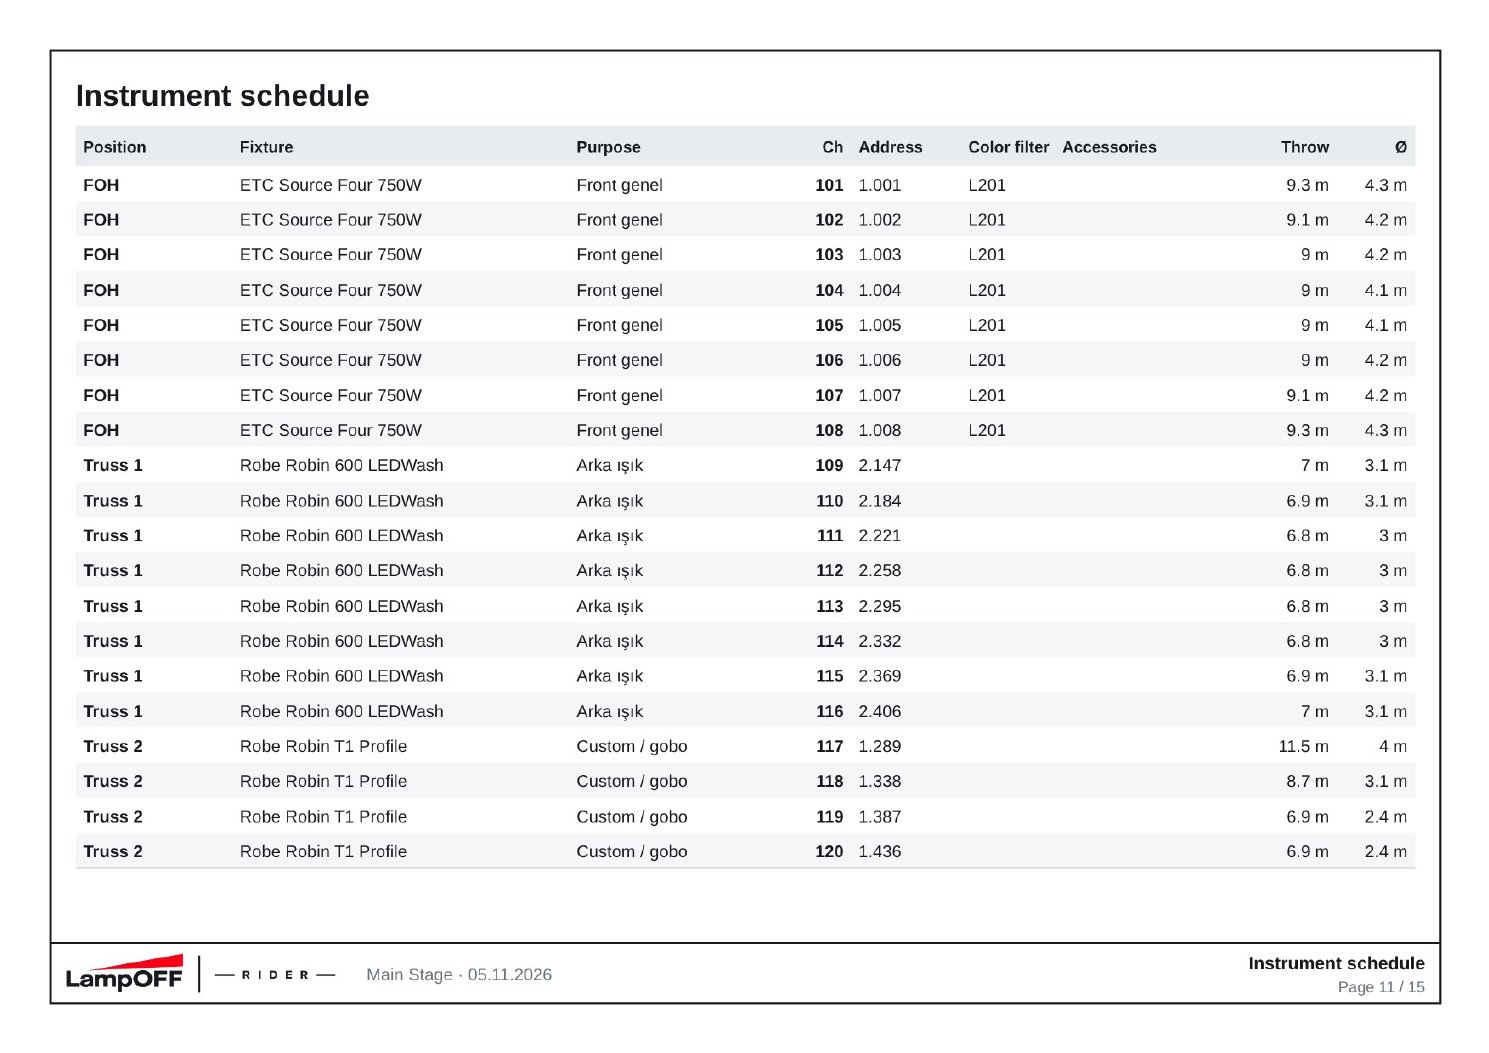 Instrument schedule
Position Fixture Purpose Ch Address Color filter Accessories Throw Ø
FOH ETC Source Four 750W Front genel 101 1.001 L201 9.3 m 4.3 m
FOH ETC Source Four 750W Front genel 102 1.002 L201 9.1 m 4.2 m
FOH ETC Source Four 750W Front genel 103 1.003 L201 9 m 4.2 m
FOH ETC Source Four 750W Front genel 104 1.004 L201 9 m 4.1 m
FOH ETC Source Four 750W Front genel 105 1.005 L201 9 m 4.1 m
FOH ETC Source Four 750W Front genel 106 1.006 L201 9 m 4.2 m
FOH ETC Source Four 750W Front genel 107 1.007 L201 9.1 m 4.2 m
FOH ETC Source Four 750W Front genel 108 1.008 L201 9.3 m 4.3 m
Truss 1 Robe Robin 600 LEDWash Arka ışık 109 2.147 7 m 3.1 m
Truss 1 Robe Robin 600 LEDWash Arka ışık 110 2.184 6.9 m 3.1 m
Truss 1 Robe Robin 600 LEDWash Arka ışık 111 2.221 6.8 m 3 m
Truss 1 Robe Robin 600 LEDWash Arka ışık 112 2.258 6.8 m 3 m
Truss 1 Robe Robin 600 LEDWash Arka ışık 113 2.295 6.8 m 3 m
Truss 1 Robe Robin 600 LEDWash Arka ışık 114 2.332 6.8 m 3 m
Truss 1 Robe Robin 600 LEDWash Arka ışık 115 2.369 6.9 m 3.1 m
Truss 1 Robe Robin 600 LEDWash Arka ışık 116 2.406 7 m 3.1 m
Truss 2 Robe Robin T1 Profile Custom / gobo 117 1.289 11.5 m 4 m
Truss 2 Robe Robin T1 Profile Custom / gobo 118 1.338 8.7 m 3.1 m
Truss 2 Robe Robin T1 Profile Custom / gobo 119 1.387 6.9 m 2.4 m
Truss 2 Robe Robin T1 Profile Custom / gobo 120 1.436 6.9 m 2.4 m
LampOFF — RIDER — Main Stage · 05.11.2026
Instrument schedule
Page 11 / 15